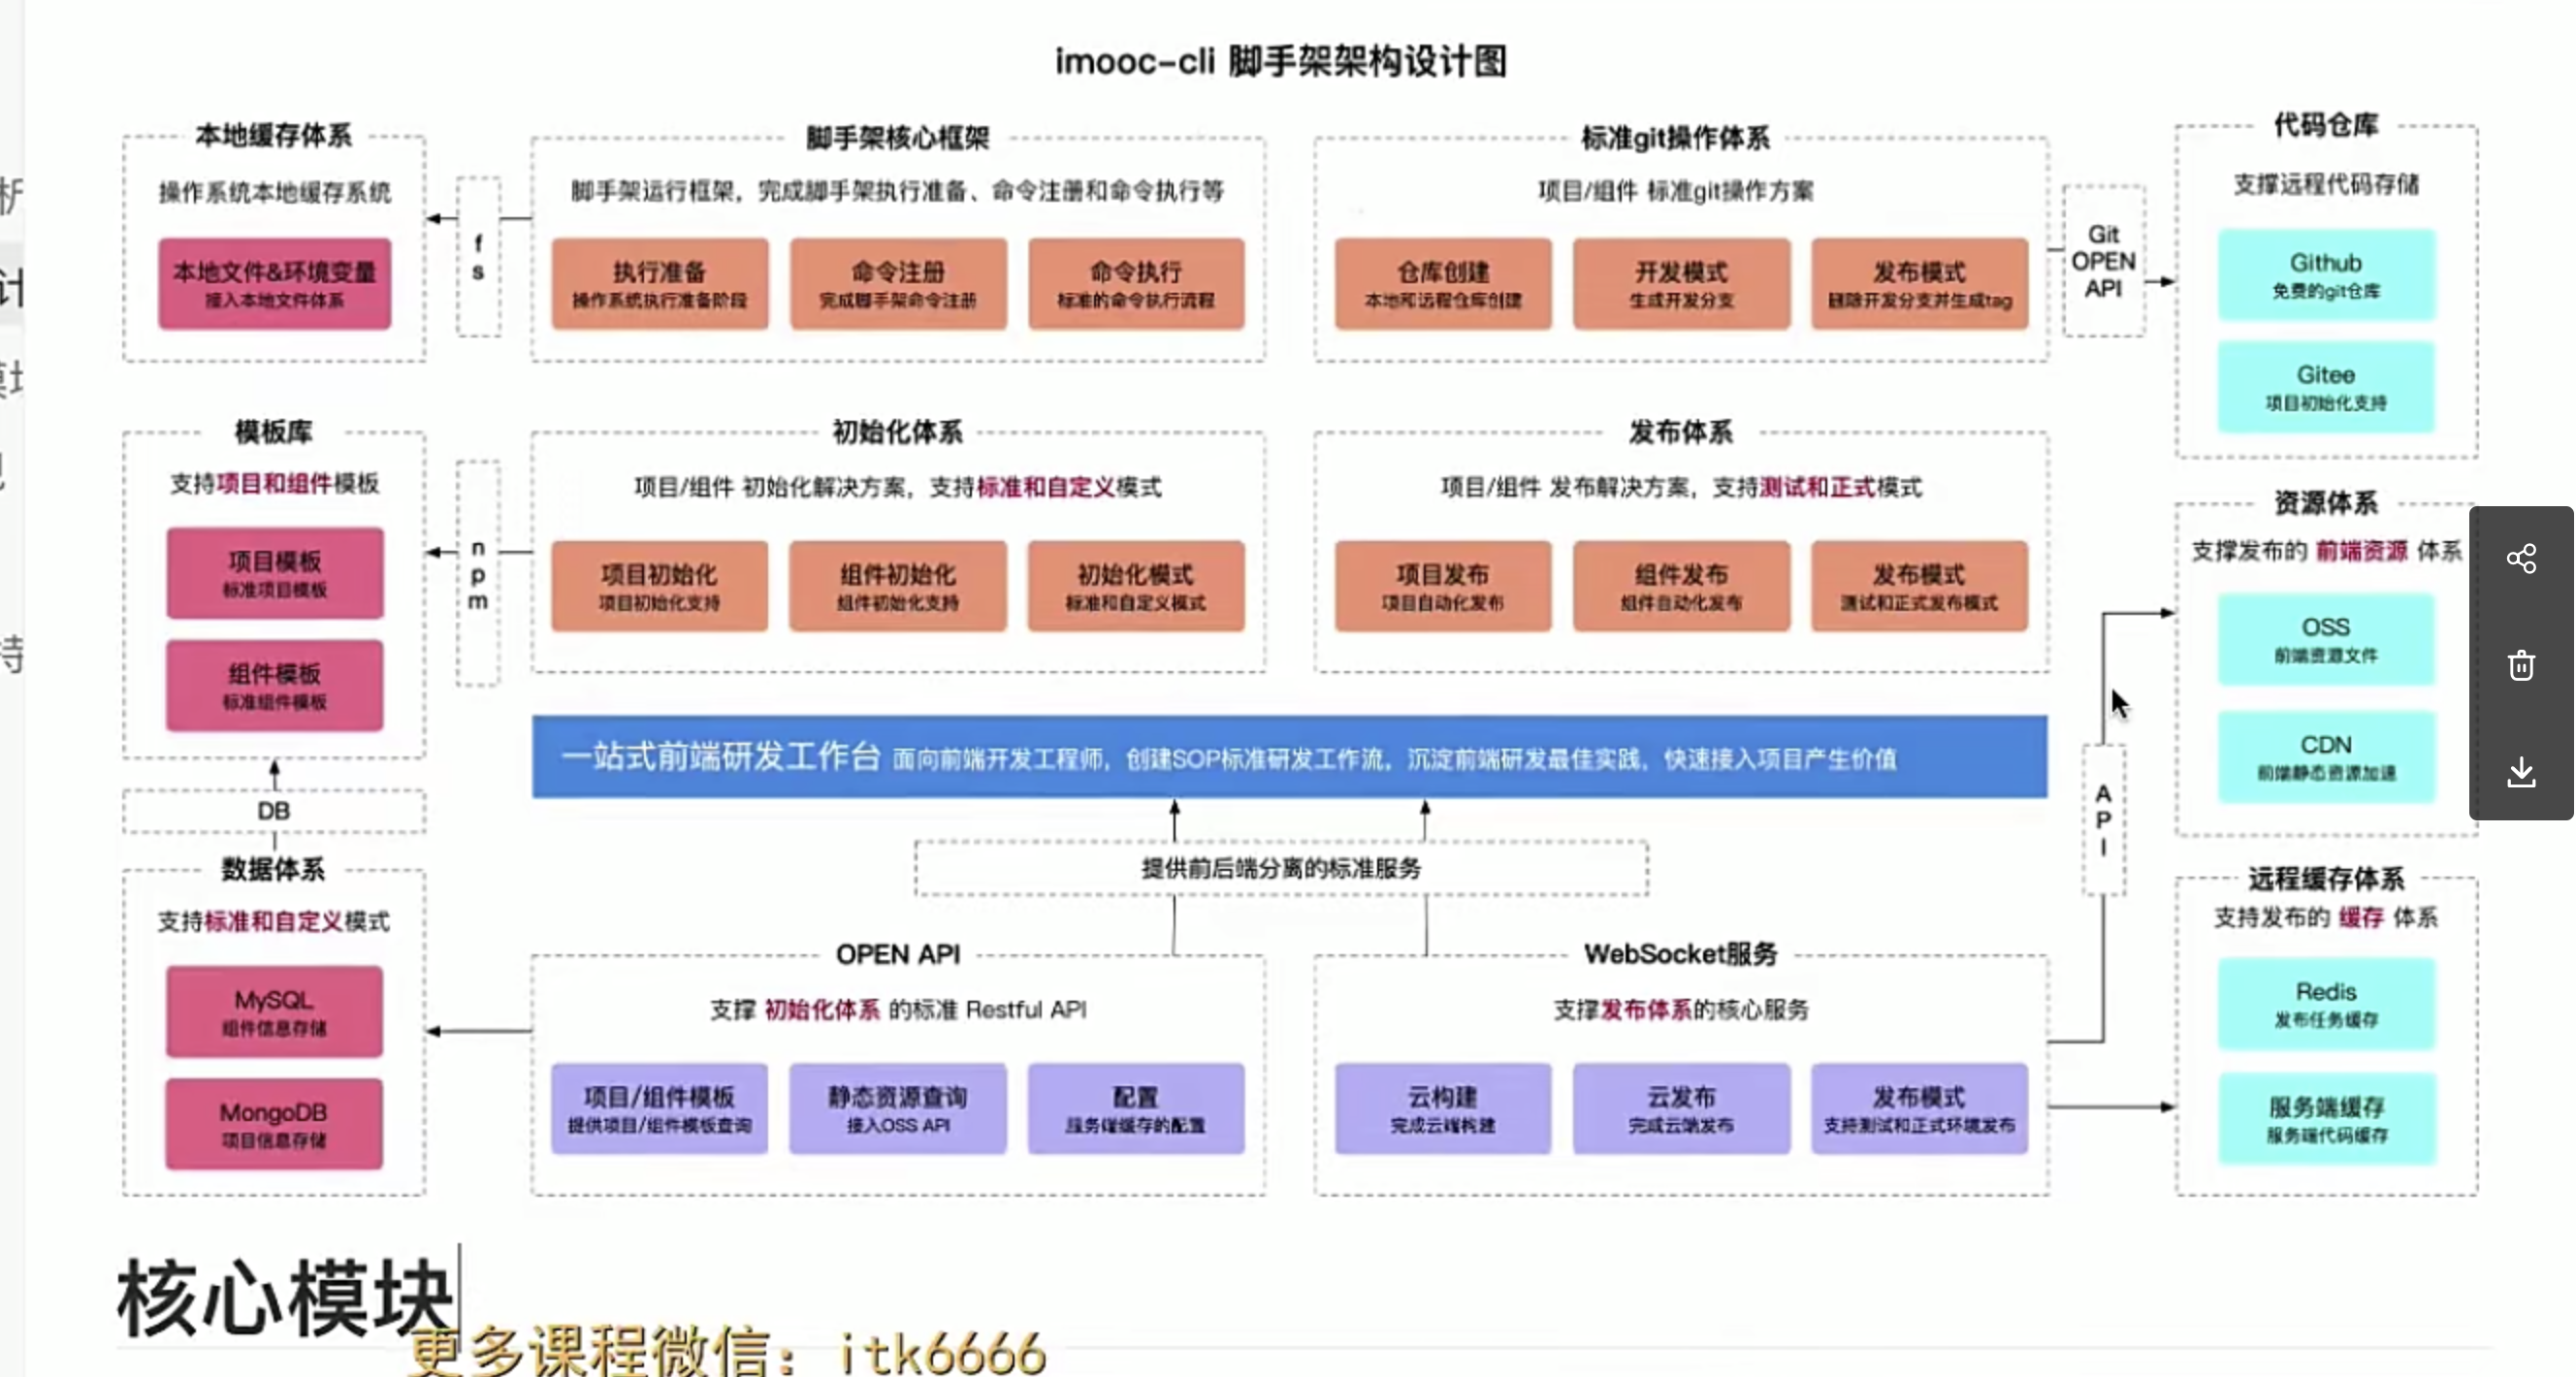 imooc-cli 脚手架架构设计图
本地缓存体系
操作系统本地缓存系统
本地文件&环境变量
接入本地文件体系
fs
脚手架核心框架
脚手架运行框架，完成脚手架执行准备、命令注册和命令执行等
执行准备
操作系统执行准备阶段
命令注册
完成脚手架命令注册
命令执行
标准的命令执行流程
标准git操作体系
项目/组件 标准git操作方案
仓库创建
本地和远程仓库创建
开发模式
生成开发分支
发布模式
删除开发分支并生成tag
Git
OPEN
API
代码仓库
支撑远程代码存储
Github
免费的git仓库
Gitee
项目初始化支持
模板库
支持项目和组件模板
项目模板
标准项目模板
组件模板
标准组件模板
npm
初始化体系
项目/组件 初始化解决方案，支持标准和自定义模式
项目初始化
项目初始化支持
组件初始化
组件初始化支持
初始化模式
标准和自定义模式
发布体系
项目/组件 发布解决方案，支持测试和正式模式
项目发布
项目自动化发布
组件发布
组件自动化发布
发布模式
测试和正式发布模式
资源体系
支撑发布的 前端资源 体系
OSS
前端资源文件
CDN
前端静态资源加速
一站式前端研发工作台 面向前端开发工程师，创建SOP标准研发工作流，沉淀前端研发最佳实践，快速接入项目产生价值
DB
提供前后端分离的标准服务
API
数据体系
支持标准和自定义模式
MySQL
组件信息存储
MongoDB
项目信息存储
OPEN API
支撑 初始化体系 的标准 Restful API
项目/组件模板
提供项目/组件模板查询
静态资源查询
接入OSS API
配置
服务端缓存的配置
WebSocket服务
支撑发布体系的核心服务
云构建
完成云端构建
云发布
完成云端发布
发布模式
支持测试和正式环境发布
远程缓存体系
支持发布的 缓存 体系
Redis
发布任务缓存
服务端缓存
服务端代码缓存
核心模块
更多课程微信：itk6666